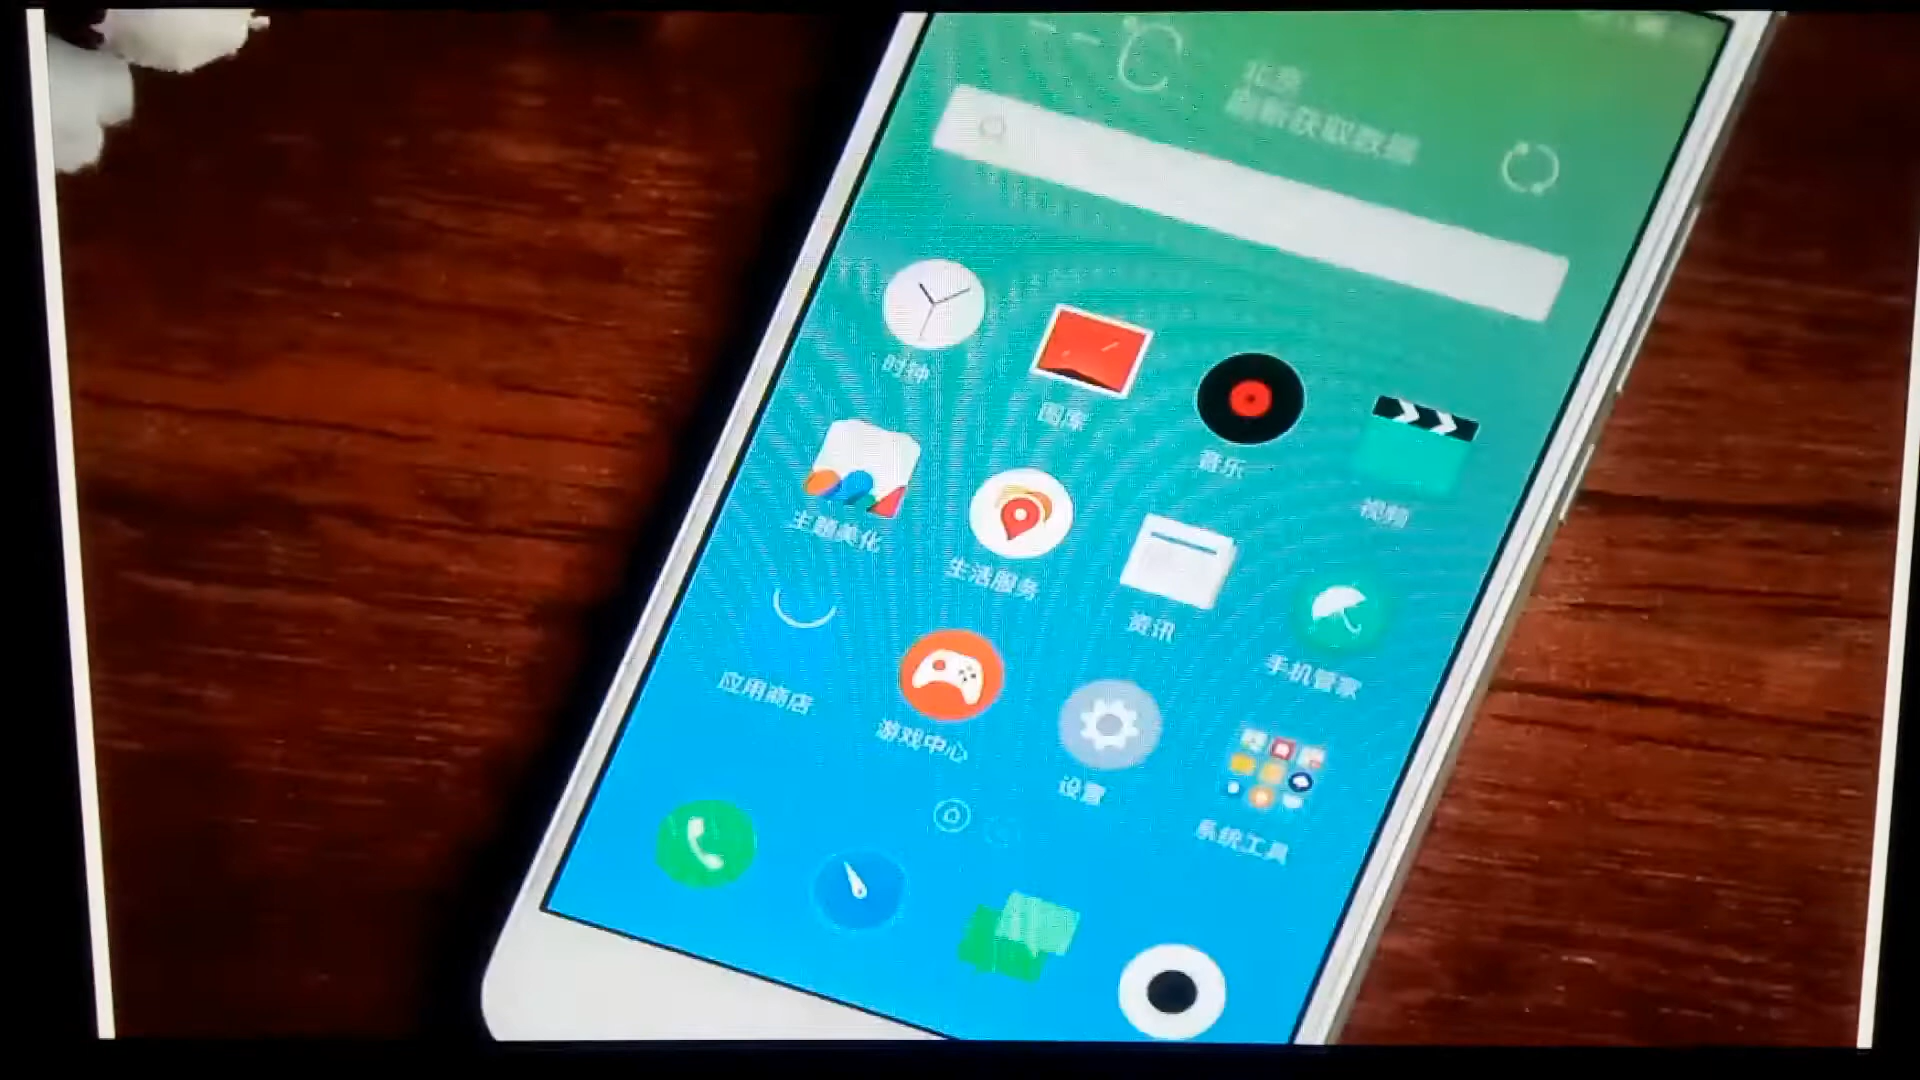 °C
北京
刷新获取数据
时钟
图库
音乐
视频
主题美化
生活服务
资讯
手机管家
应用商店
游戏中心
设置
系统工具